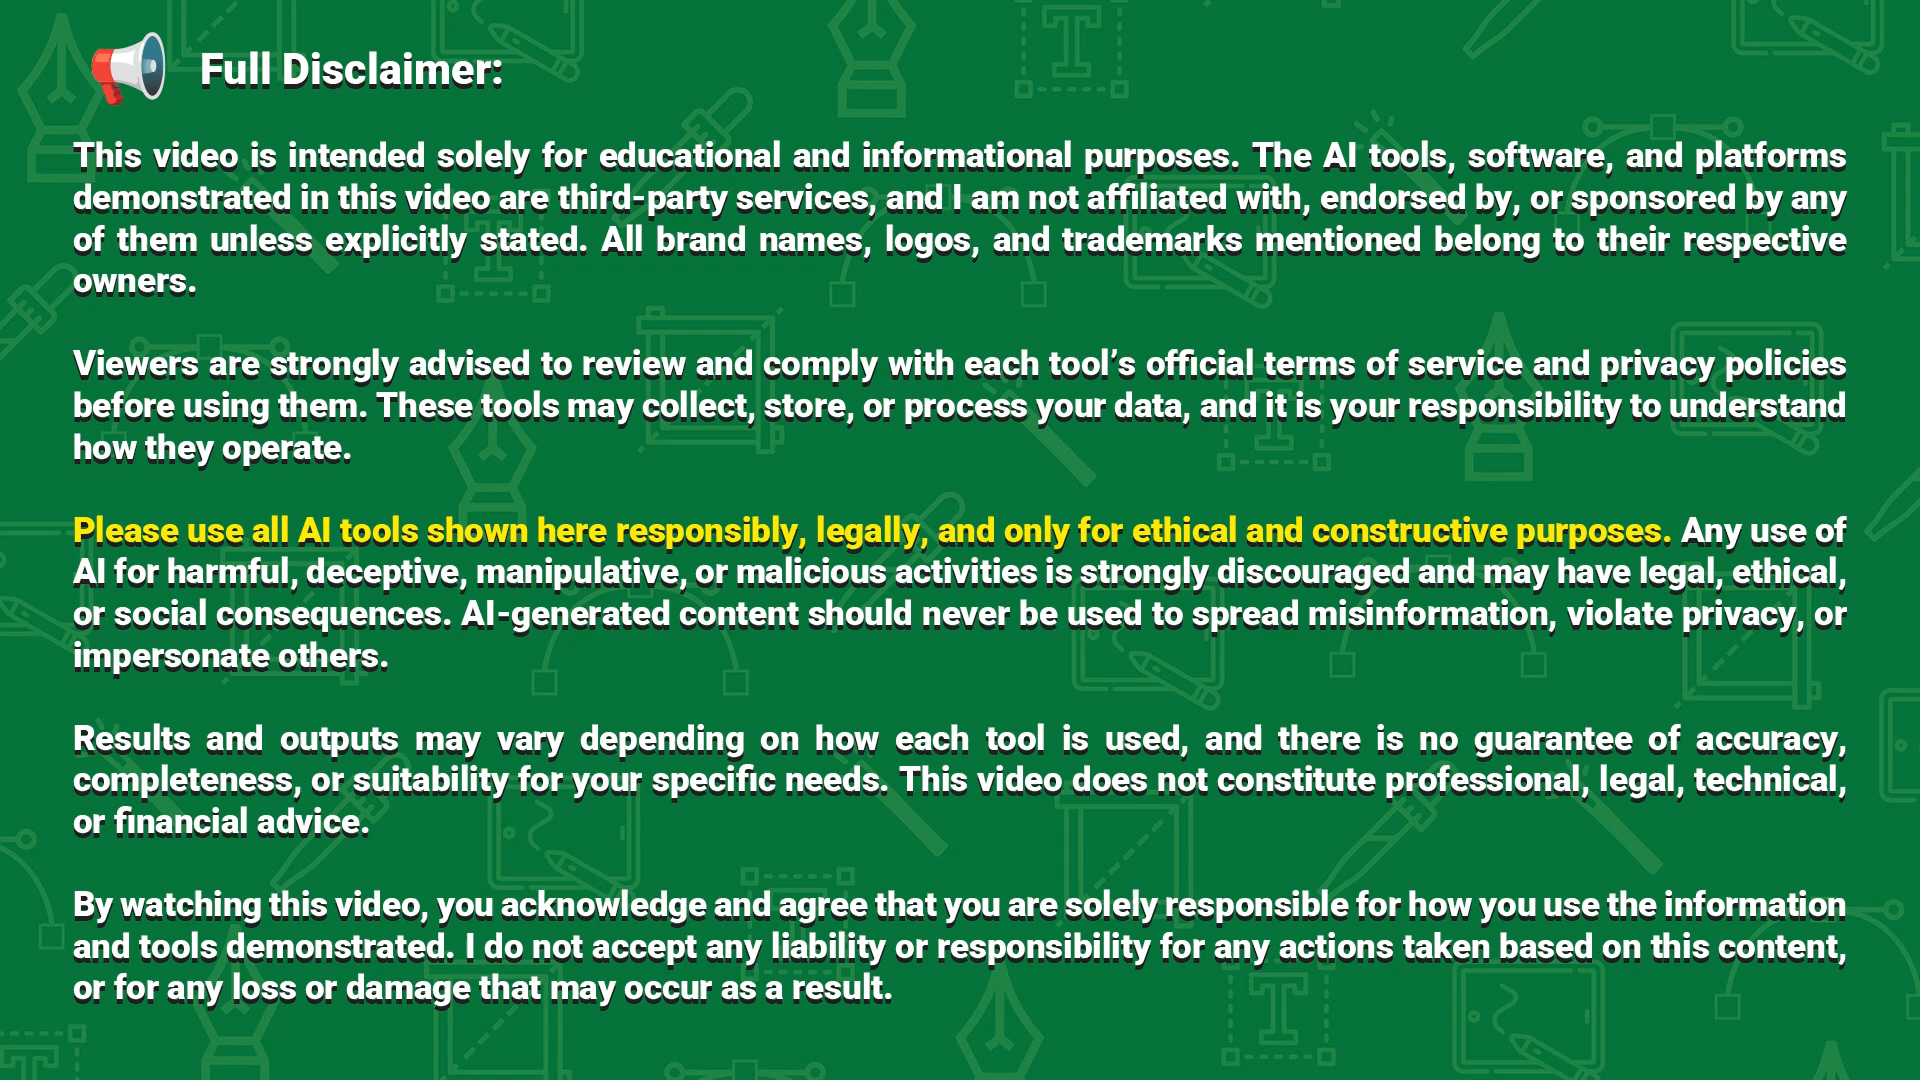 Full Disclaimer:
This video is intended solely for educational and informational purposes. The AI tools, software, and platforms
demonstrated in this video are third-party services, and I am not affiliated with, endorsed by, or sponsored by any
of them unless explicitly stated. All brand names, logos, and trademarks mentioned belong to their respective
owners.
Viewers are strongly advised to review and comply with each tool’s official terms of service and privacy policies
before using them. These tools may collect, store, or process your data, and it is your responsibility to understand
how they operate.
Please use all AI tools shown here responsibly, legally, and only for ethical and constructive purposes. Any use of
AI for harmful, deceptive, manipulative, or malicious activities is strongly discouraged and may have legal, ethical,
or social consequences. AI-generated content should never be used to spread misinformation, violate privacy, or
impersonate others.
Results and outputs may vary depending on how each tool is used, and there is no guarantee of accuracy,
completeness, or suitability for your specific needs. This video does not constitute professional, legal, technical,
or financial advice.
By watching this video, you acknowledge and agree that you are solely responsible for how you use the information
and tools demonstrated. I do not accept any liability or responsibility for any actions taken based on this content,
or for any loss or damage that may occur as a result.